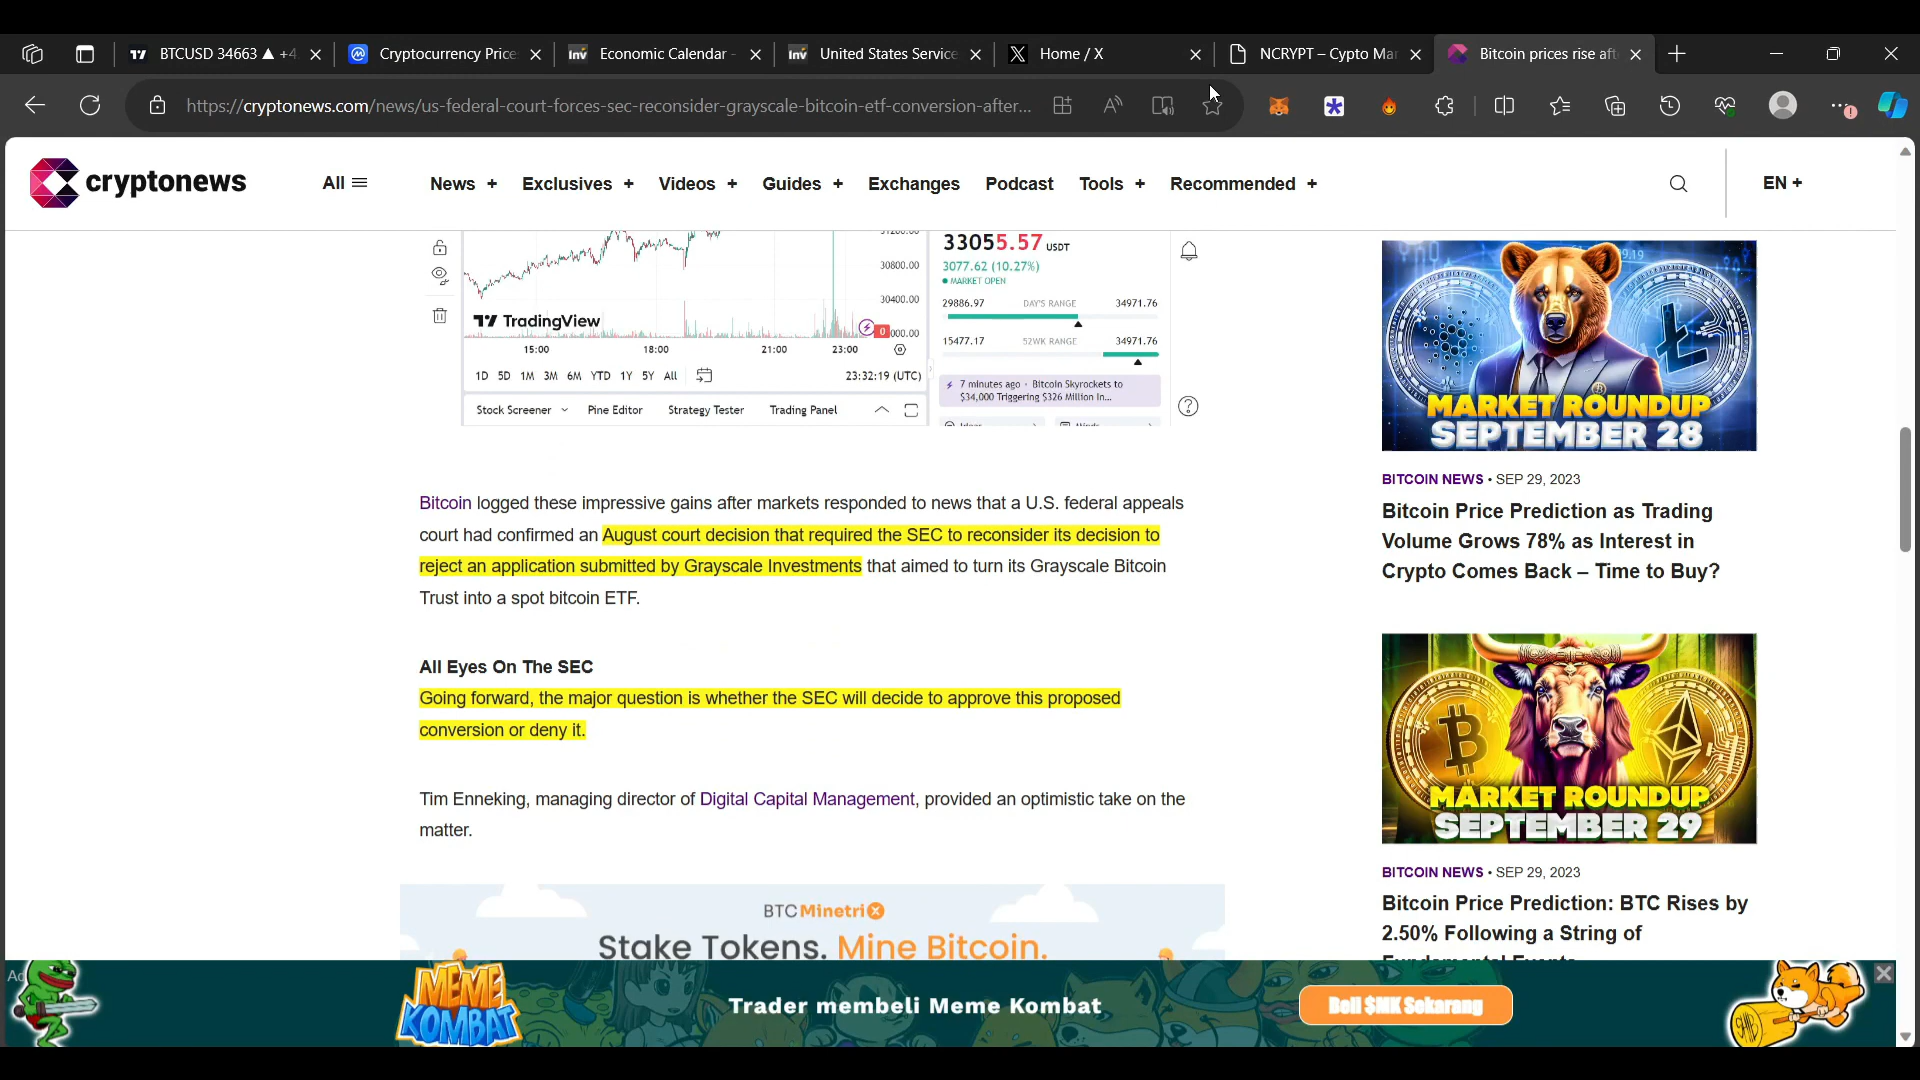 BTCUSD 34663 ▲ +4.
Cryptocurrency Price
Economic Calendar -
United States Service
Home / X
NCRYPT – Cypto Mar
Bitcoin prices rise aft
https://cryptonews.com/news/us-federal-court-forces-sec-reconsider-grayscale-bitcoin-etf-conversion-after...
cryptonews
All
News +
Exclusives +
Videos +
Guides +
Exchanges
Podcast
Tools +
Recommended +
EN +
30800.00
30400.00
000.00
0
TradingView
15:00
18:00
21:00
23:00
1D 5D 1M 3M 6M YTD 1Y 5Y All
23:32:19 (UTC)
Stock Screener
Pine Editor
Strategy Tester
Trading Panel
33055.57 USDT
3077.62 (10.27%)
MARKET OPEN
29886.97 DAY'S RANGE 34971.76
15477.17 52WK RANGE 34971.76
7 minutes ago · Bitcoin Skyrockets to
$34,000 Triggering $326 Million In...
Bitcoin logged these impressive gains after markets responded to news that a U.S. federal appeals
court had confirmed an August court decision that required the SEC to reconsider its decision to
reject an application submitted by Grayscale Investments that aimed to turn its Grayscale Bitcoin
Trust into a spot bitcoin ETF.
All Eyes On The SEC
Going forward, the major question is whether the SEC will decide to approve this proposed
conversion or deny it.
Tim Enneking, managing director of Digital Capital Management, provided an optimistic take on the
matter.
BTCMinetrix
Stake Tokens. Mine Bitcoin.
MARKET ROUNDUP
SEPTEMBER 28
BITCOIN NEWS • SEP 29, 2023
Bitcoin Price Prediction as Trading
Volume Grows 78% as Interest in
Crypto Comes Back – Time to Buy?
MARKET ROUNDUP
SEPTEMBER 29
BITCOIN NEWS • SEP 29, 2023
Bitcoin Price Prediction: BTC Rises by
2.50% Following a String of
Fundamental Events
Ad
MEME
KOMBAT
Trader membeli Meme Kombat
Beli $MK Sekarang